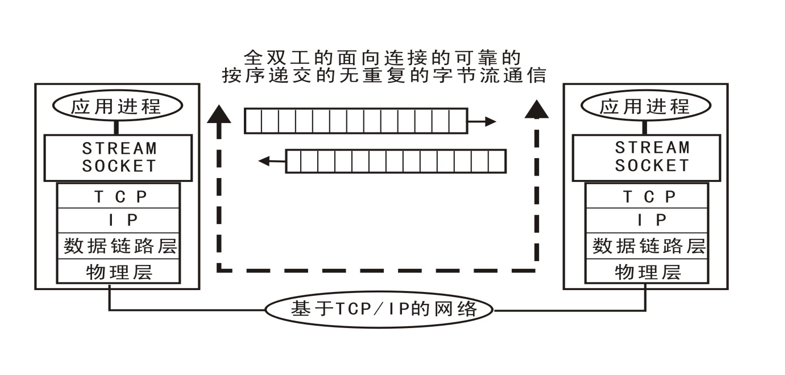 全双工的面向连接的可靠的
按序递交的无重复的字节流通信
应用进程
STREAM
SOCKET
TCP
IP
数据链路层
物理层
应用进程
STREAM
SOCKET
TCP
IP
数据链路层
物理层
基于TCP/IP的网络